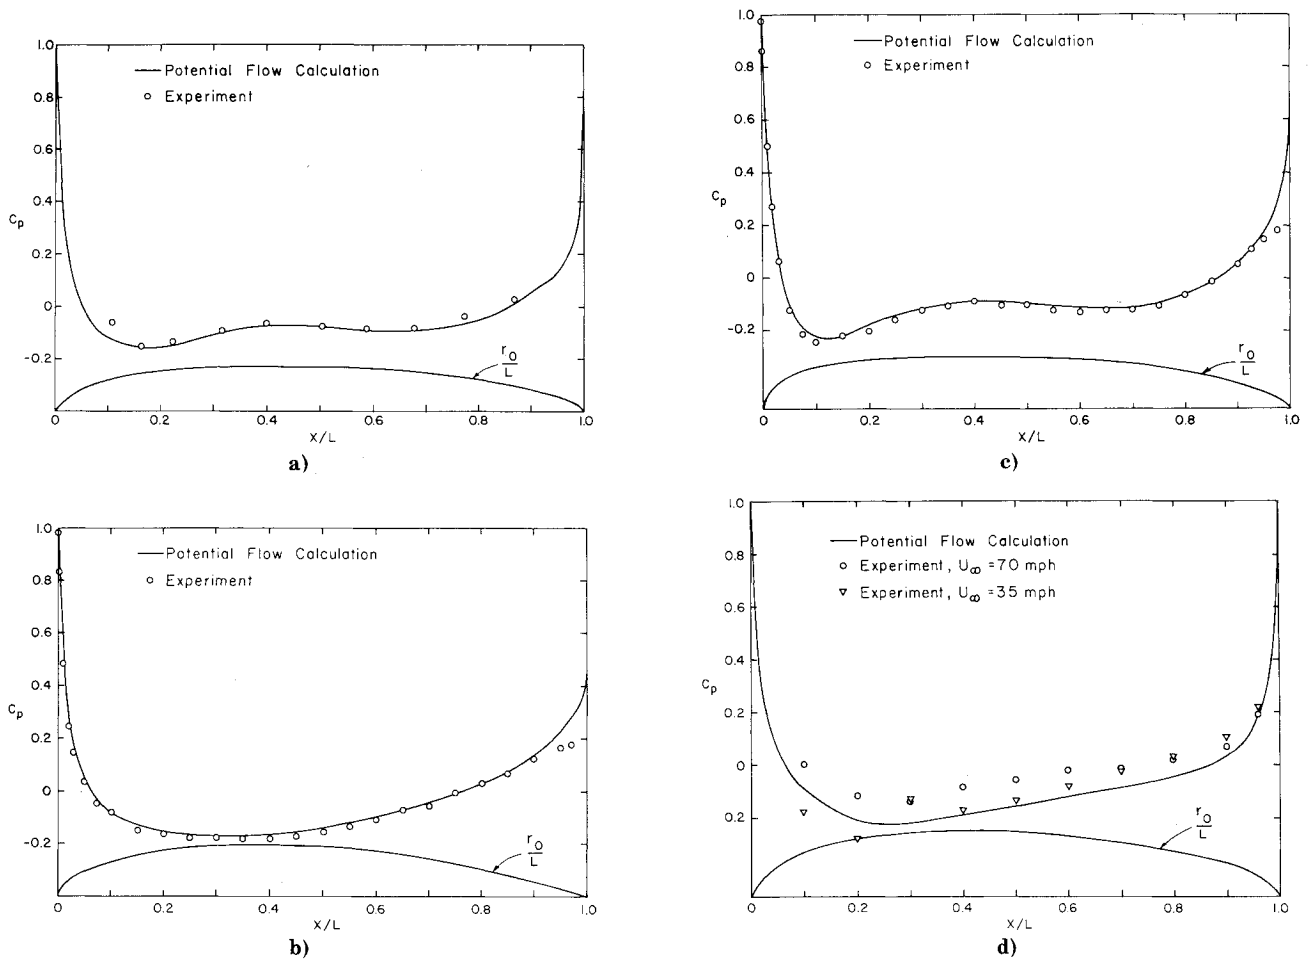 1.0
0.8
0.6
0.4
Cp
0.2
0
-0.2
— Potential Flow Calculation
○ Experiment
r0/L
0 0.2 0.4 0.6 0.8 1.0
X/L
a)
1.0
0.8
0.6
0.4
Cp
0.2
0
-0.2
— Potential Flow Calculation
○ Experiment
r0/L
0 0.2 0.4 0.6 0.8 1.0
X/L
b)
1.0
0.8
0.6
0.4
Cp
0.2
0
-0.2
— Potential Flow Calculation
○ Experiment
r0/L
0 0.2 0.4 0.6 0.8 1.0
X/L
c)
1.0
0.8
0.6
0.4
Cp
0.2
0
0.2
— Potential Flow Calculation
○ Experiment, U∞ = 70 mph
▽ Experiment, U∞ = 35 mph
r0/L
0 0.2 0.4 0.6 0.8 1.0
X/L
d)